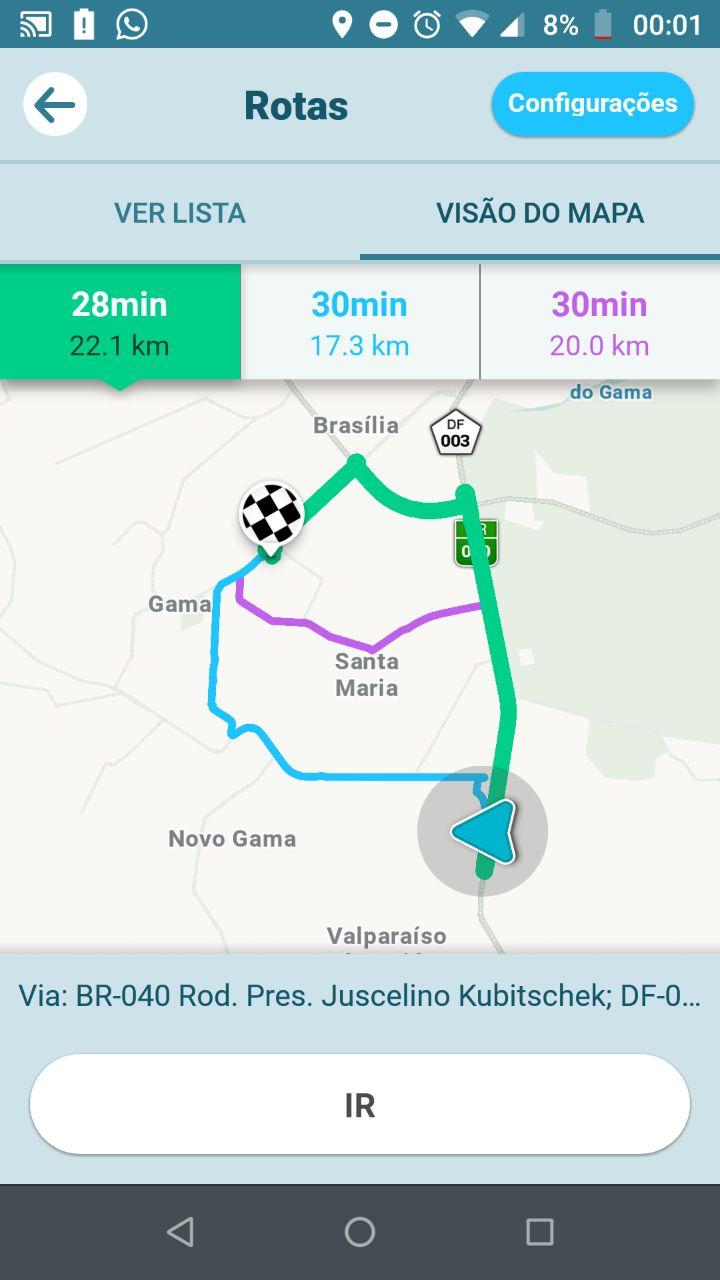 8% 00:01
Rotas
Configurações
VER LISTA
VISÃO DO MAPA
28min
22.1 km
30min
17.3 km
30min
20.0 km
do Gama
Brasília
DF
003
Gama
Santa
Maria
Novo Gama
Valparaíso
Via: BR-040 Rod. Pres. Juscelino Kubitschek; DF-0...
IR